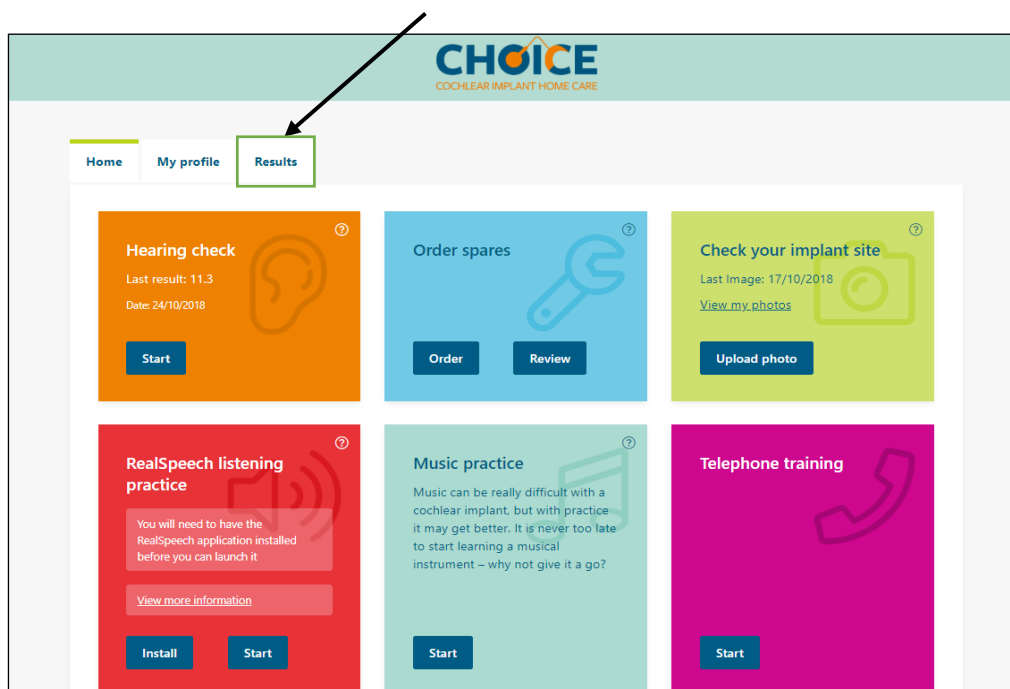 CHOICE
COCHLEAR IMPLANT HOME CARE
Home
My profile
Results
Hearing check
Last result: 11.3
Date: 24/10/2018
Start
Order spares
Order
Review
Check your implant site
Last Image: 17/10/2018
View my photos
Upload photo
RealSpeech listening
practice
You will need to have the
RealSpeech application installed
before you can launch it
View more information
Install
Start
Music practice
Music can be really difficult with a
cochlear implant, but with practice
it may get better. It is never too late
to start learning a musical
instrument – why not give it a go?
Start
Telephone training
Start